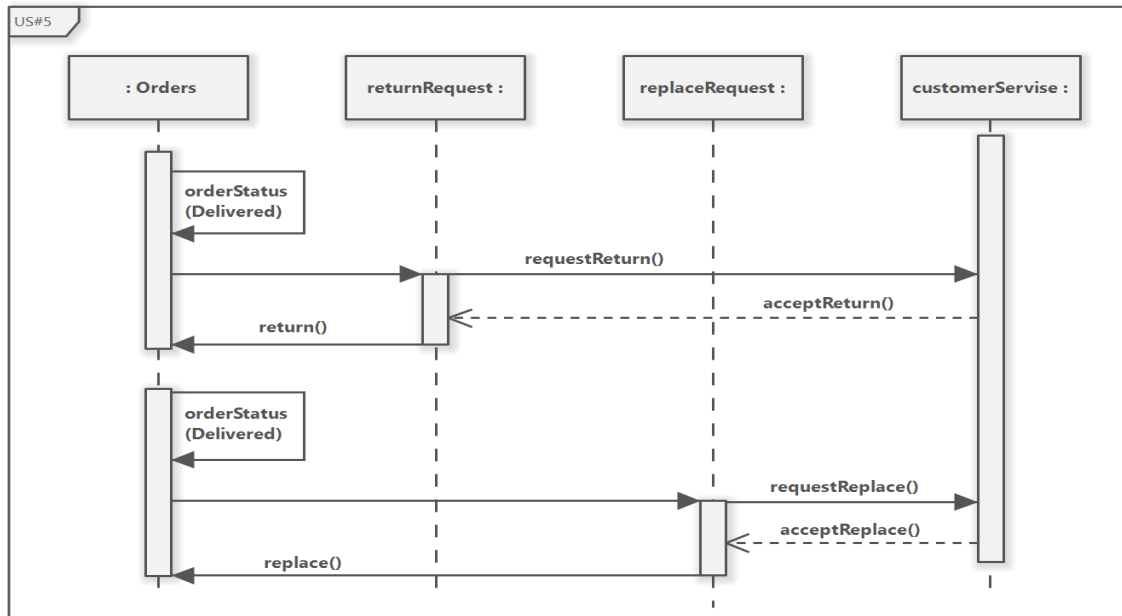 US#5
: Orders
returnRequest :
replaceRequest :
customerServise :
orderStatus
(Delivered)
requestReturn()
acceptReturn()
return()
orderStatus
(Delivered)
requestReplace()
acceptReplace()
replace()